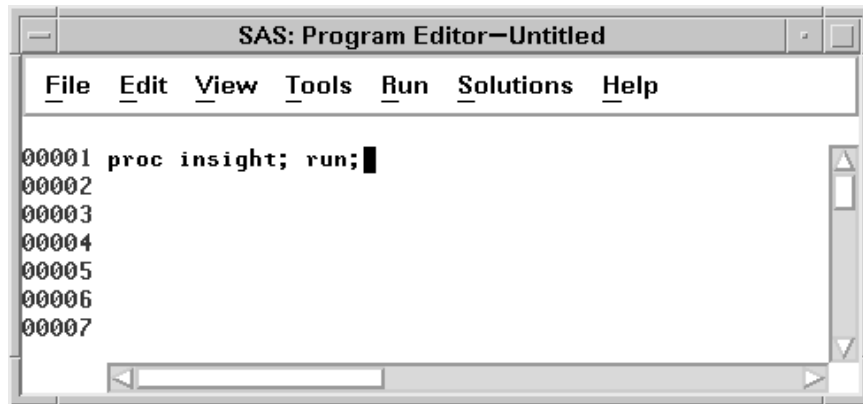 SAS: Program Editor—Untitled
File Edit View Tools Run Solutions Help
00001 proc insight; run;
00002
00003
00004
00005
00006
00007